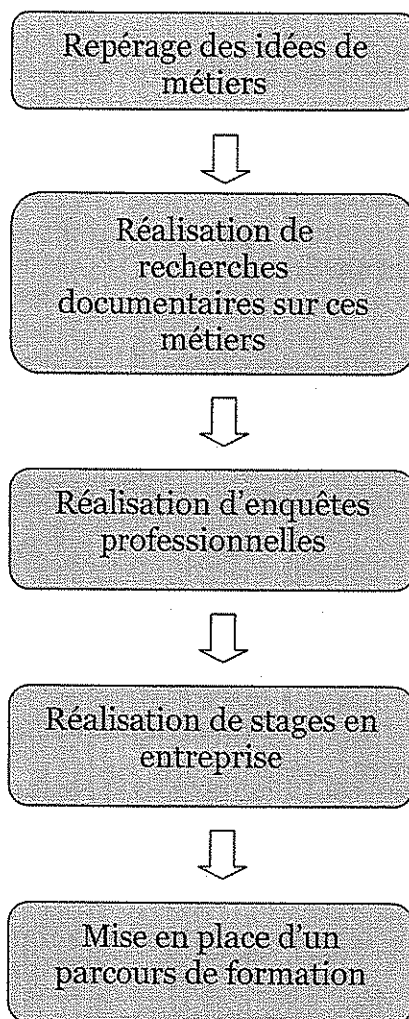 Repérage des idées de
métiers
Réalisation de
recherches
documentaires sur ces
métiers
Réalisation d'enquêtes
professionnelles
Réalisation de stages en
entreprise
Mise en place d'un
parcours de formation